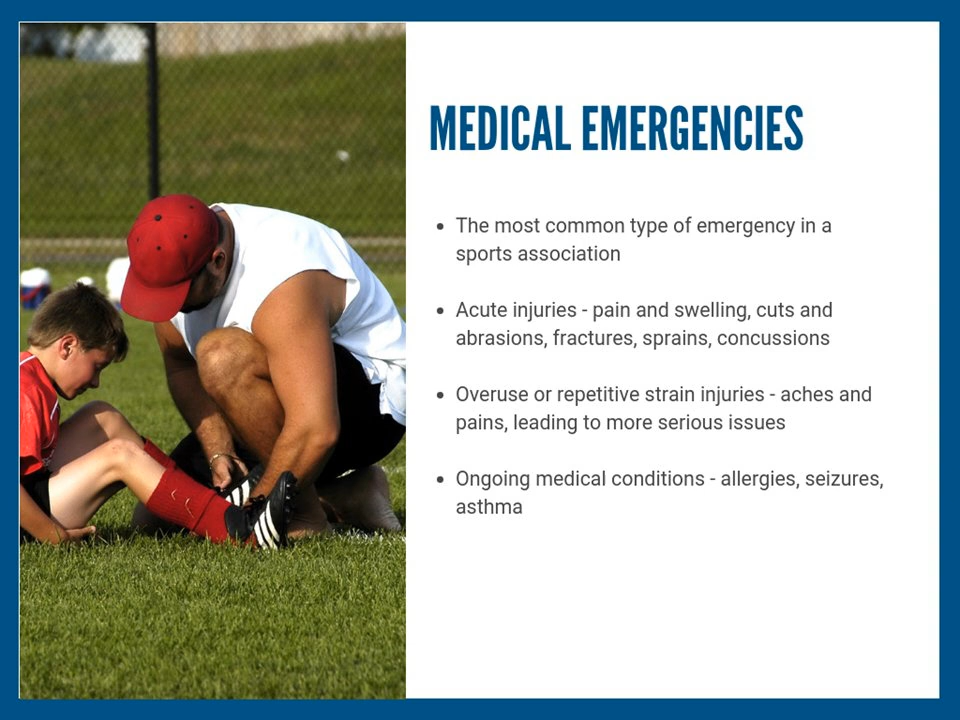 MEDICAL EMERGENCIES
• The most common type of emergency in a
sports association
• Acute injuries - pain and swelling, cuts and
abrasions, fractures, sprains, concussions
• Overuse or repetitive strain injuries - aches and
pains, leading to more serious issues
• Ongoing medical conditions - allergies, seizures,
asthma